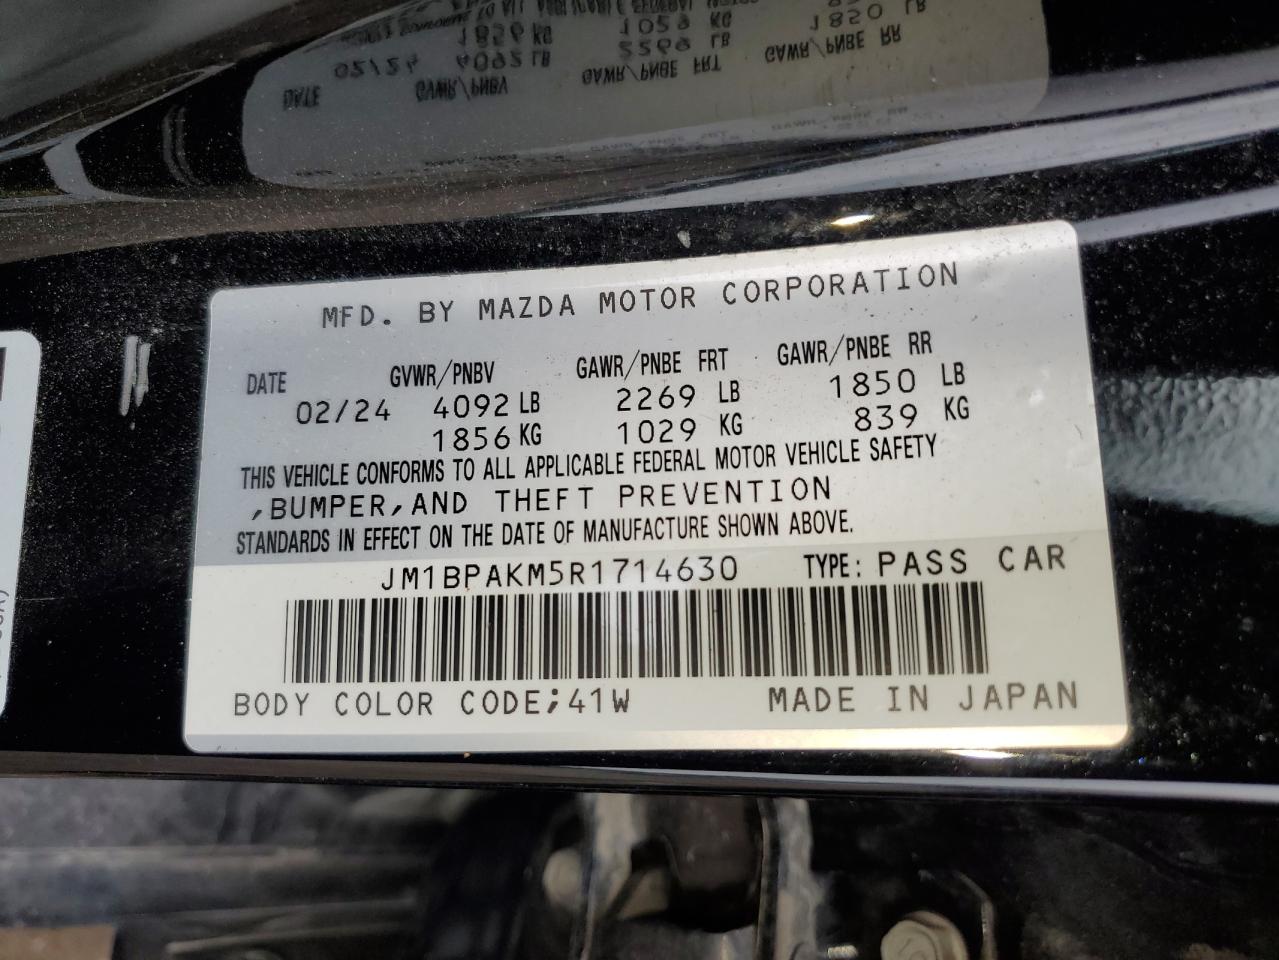 MFD. BY MAZDA MOTOR CORPORATION
DATE GVWR/PNBV GAWR/PNBE FRT GAWR/PNBE RR
02/24 4092 LB 2269 LB 1850 LB
1856 KG 1029 KG 839 KG
THIS VEHICLE CONFORMS TO ALL APPLICABLE FEDERAL MOTOR VEHICLE SAFETY
,BUMPER,AND THEFT PREVENTION
STANDARDS IN EFFECT ON THE DATE OF MANUFACTURE SHOWN ABOVE.
JM1BPAKM5R1714630 TYPE: PASS CAR
BODY COLOR CODE;41W MADE IN JAPAN